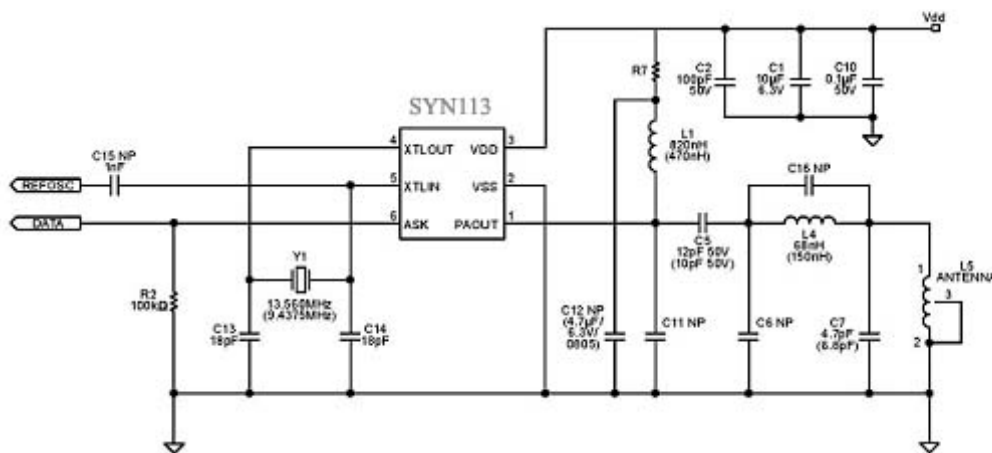 Vdd
R7
C2
100pF
50V
C1
10µF
6.3V
C10
0.1µF
50V
SYN113
L1
820nH
(470nH)
4
XTLOUT
VDD
3
C15 NP
1nF
REFOSC
5
XTLIN
VSS
2
C16 NP
DATA
6
ASK
PAOUT
1
C5
12pF 50V
(10pF 50V)
L4
68nH
(150nH)
1
L5
ANTENNA
3
2
Y1
13.560MHz
(9.4375MHz)
R2
100kΩ
C13
18pF
C14
18pF
C12 NP
(4.7µF/
6.3V/
0805)
C11 NP
C6 NP
C7
4.7pF
(6.8pF)